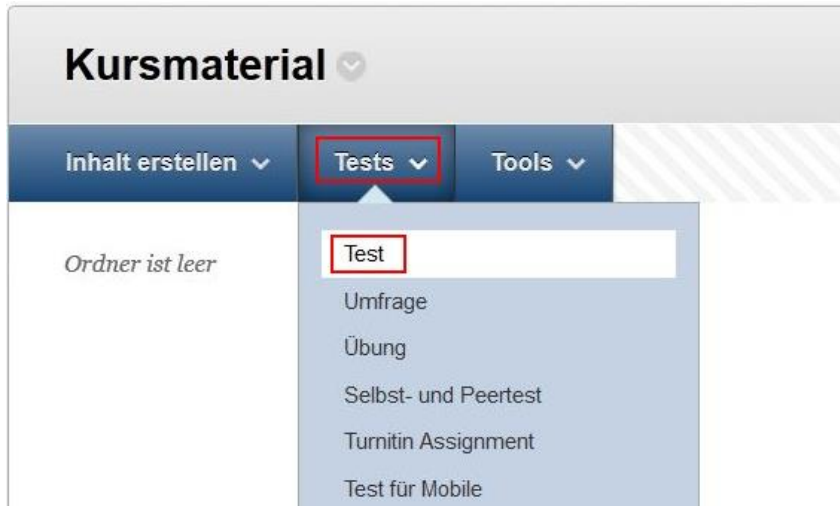 Kursmaterial
Inhalt erstellen Tests Tools
Ordner ist leer
Test
Umfrage
Übung
Selbst- und Peertest
Turnitin Assignment
Test für Mobile